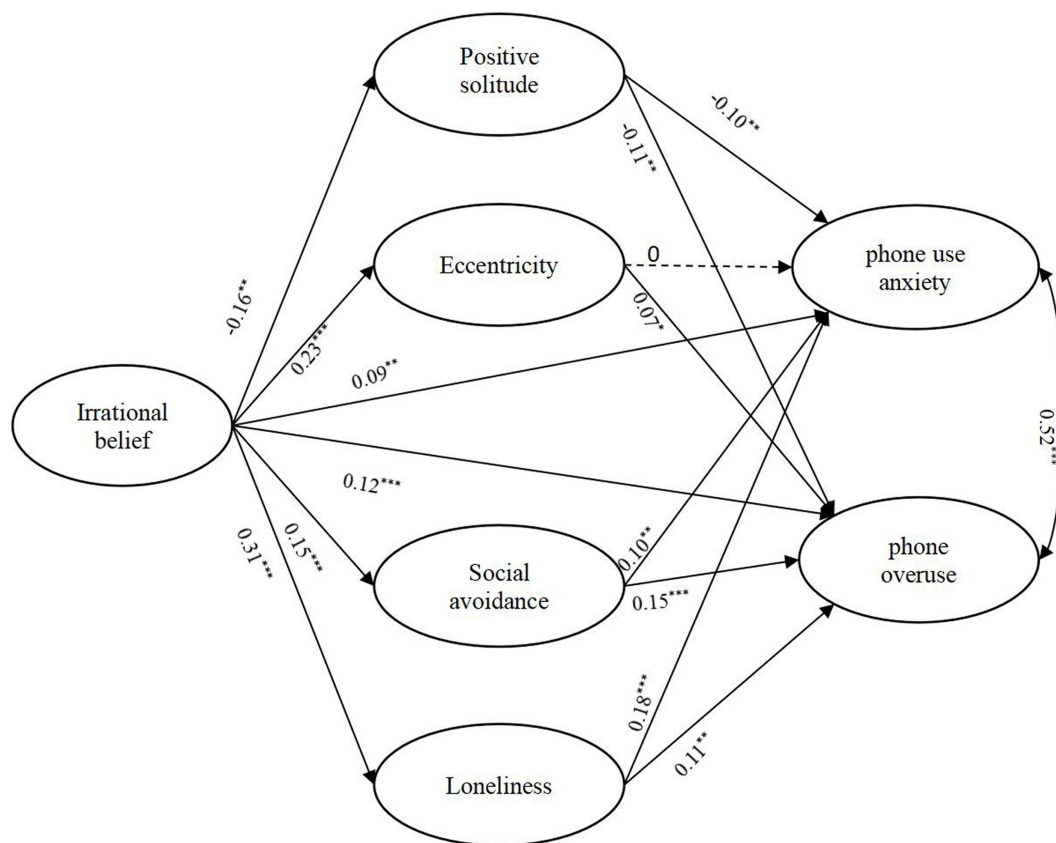 Positive
solitude
-0.10**
-0.11**
Eccentricity
0
phone use
anxiety
-0.16**
0.23***
0.07*
0.09**
Irrational
belief
0.52***
0.12***
0.31***
0.15***
Social
avoidance
0.10**
0.15***
phone
overuse
0.18***
0.11**
Loneliness